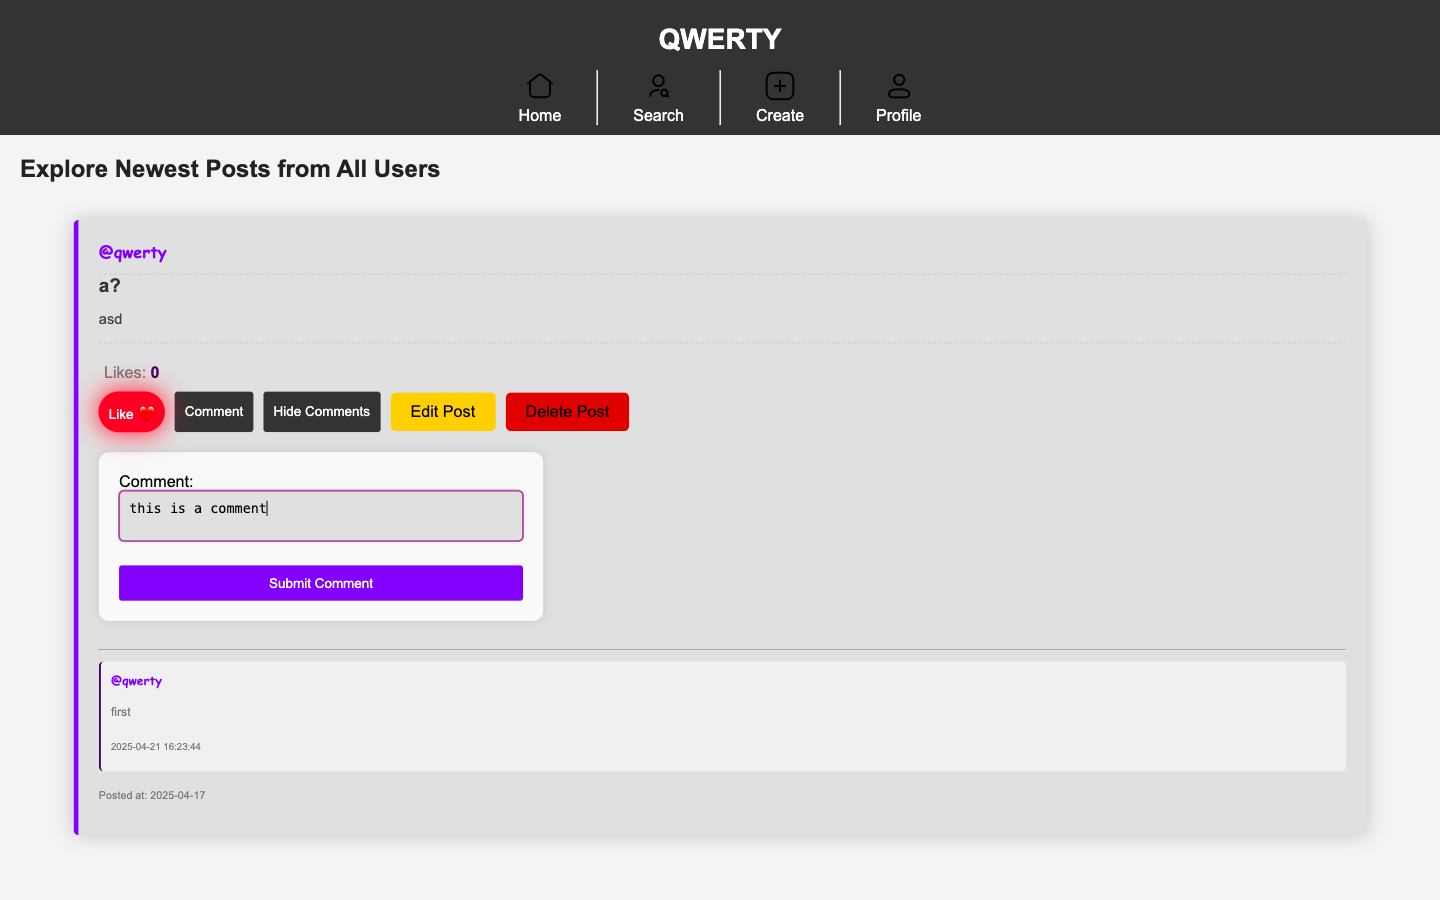 QWERTY
Home Search Create Profile
Explore Newest Posts from All Users
@qwerty
a?
asd
Likes: 0
Like ❤️ Comment Hide Comments Edit Post Delete Post
Comment:
this is a comment
Submit Comment
@qwerty
first
2025-04-21 16:23:44
Posted at: 2025-04-17